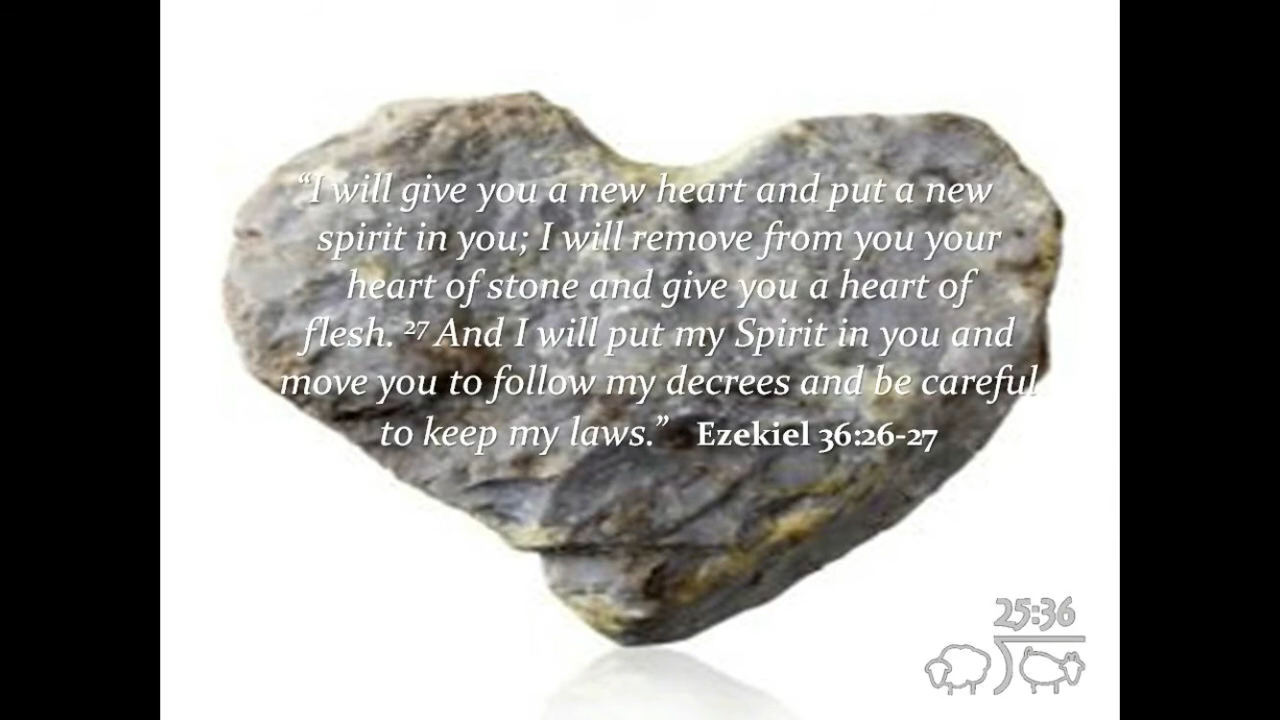 “I will give you a new heart and put a new
spirit in you; I will remove from you your
heart of stone and give you a heart of
flesh. ²⁷ And I will put my Spirit in you and
move you to follow my decrees and be careful
to keep my laws.” Ezekiel 36:26-27
25:36